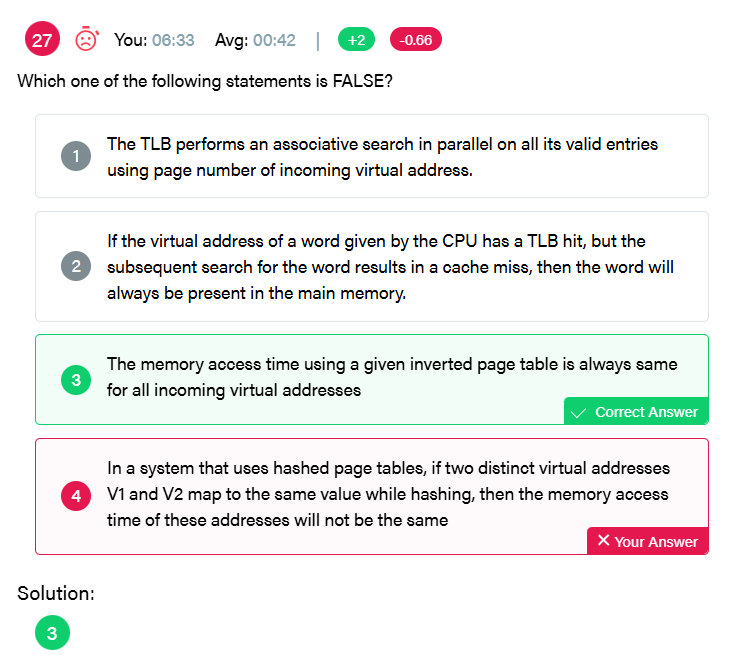 27 You: 06:33 Avg: 00:42 | +2 -0.66
Which one of the following statements is FALSE?
1
The TLB performs an associative search in parallel on all its valid entries
using page number of incoming virtual address.
2
If the virtual address of a word given by the CPU has a TLB hit, but the
subsequent search for the word results in a cache miss, then the word will
always be present in the main memory.
3
The memory access time using a given inverted page table is always same
for all incoming virtual addresses
✓ Correct Answer
4
In a system that uses hashed page tables, if two distinct virtual addresses
V1 and V2 map to the same value while hashing, then the memory access
time of these addresses will not be the same
✕ Your Answer
Solution:
3